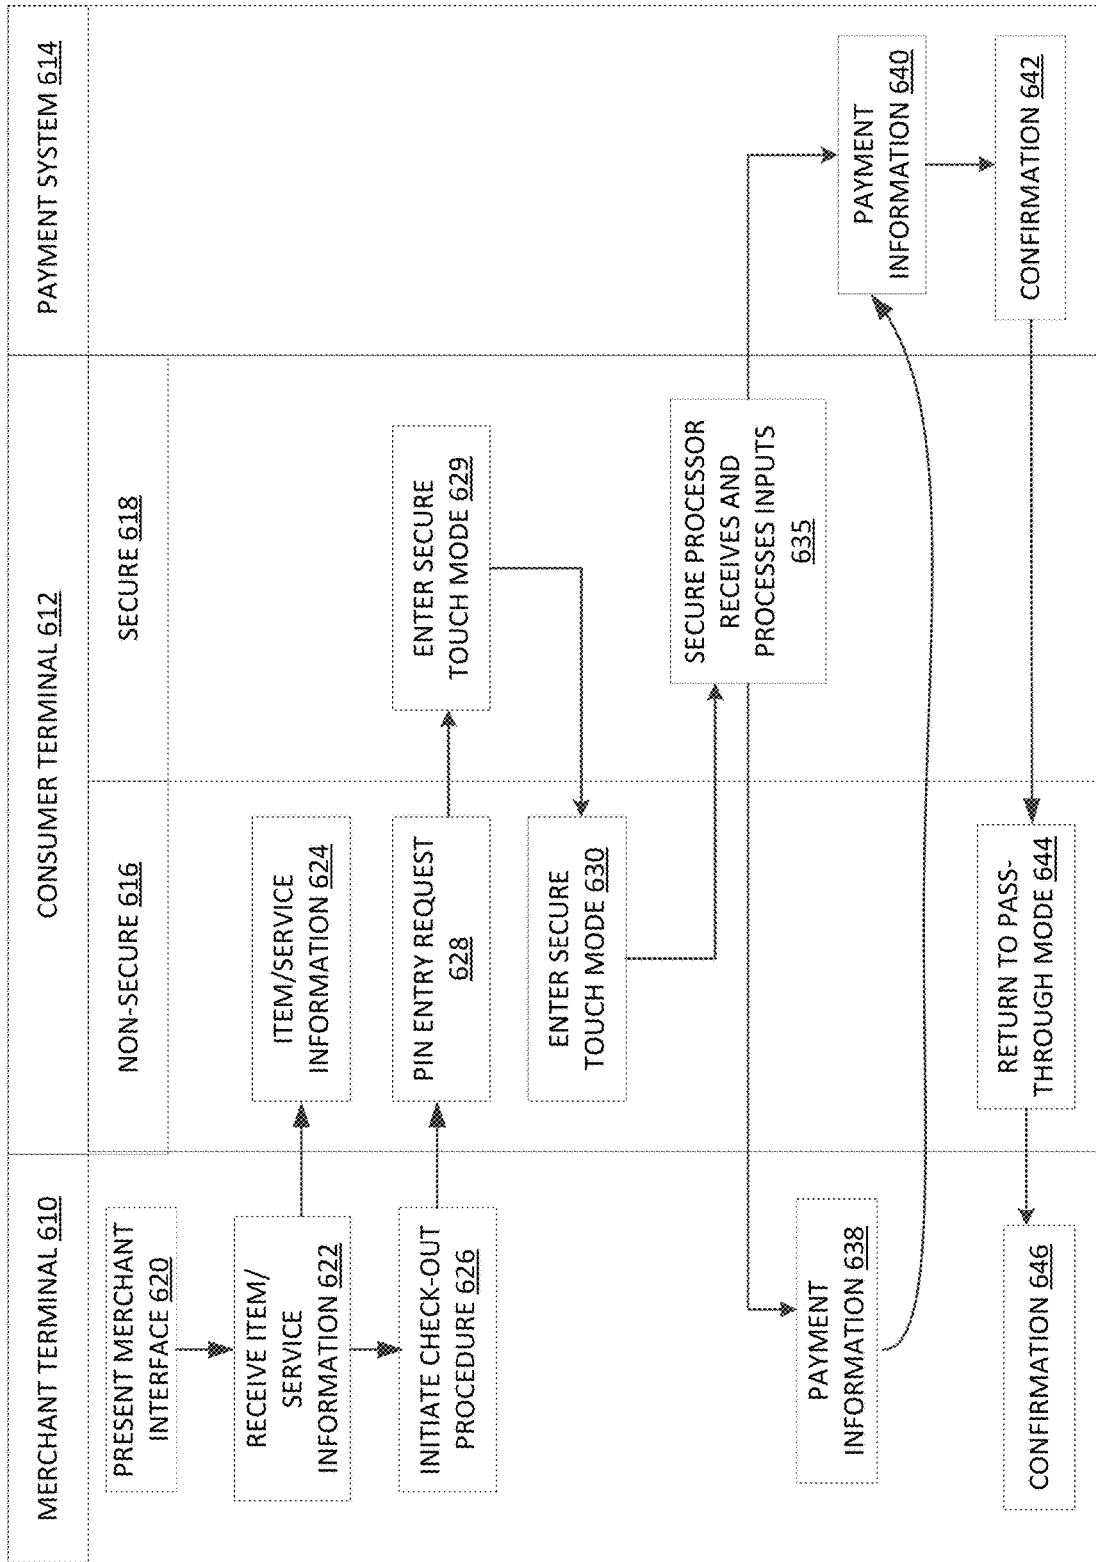 MERCHANT TERMINAL 610
CONSUMER TERMINAL 612
PAYMENT SYSTEM 614
NON-SECURE 616
SECURE 618
PRESENT MERCHANT
INTERFACE 620
RECEIVE ITEM/
SERVICE
INFORMATION 622
ITEM/SERVICE
INFORMATION 624
INITIATE CHECK-OUT
PROCEDURE 626
PIN ENTRY REQUEST
628
ENTER SECURE
TOUCH MODE 629
ENTER SECURE
TOUCH MODE 630
SECURE PROCESSOR
RECEIVES AND
PROCESSES INPUTS
635
PAYMENT
INFORMATION 638
PAYMENT
INFORMATION 640
CONFIRMATION 642
RETURN TO PASS-
THROUGH MODE 644
CONFIRMATION 646